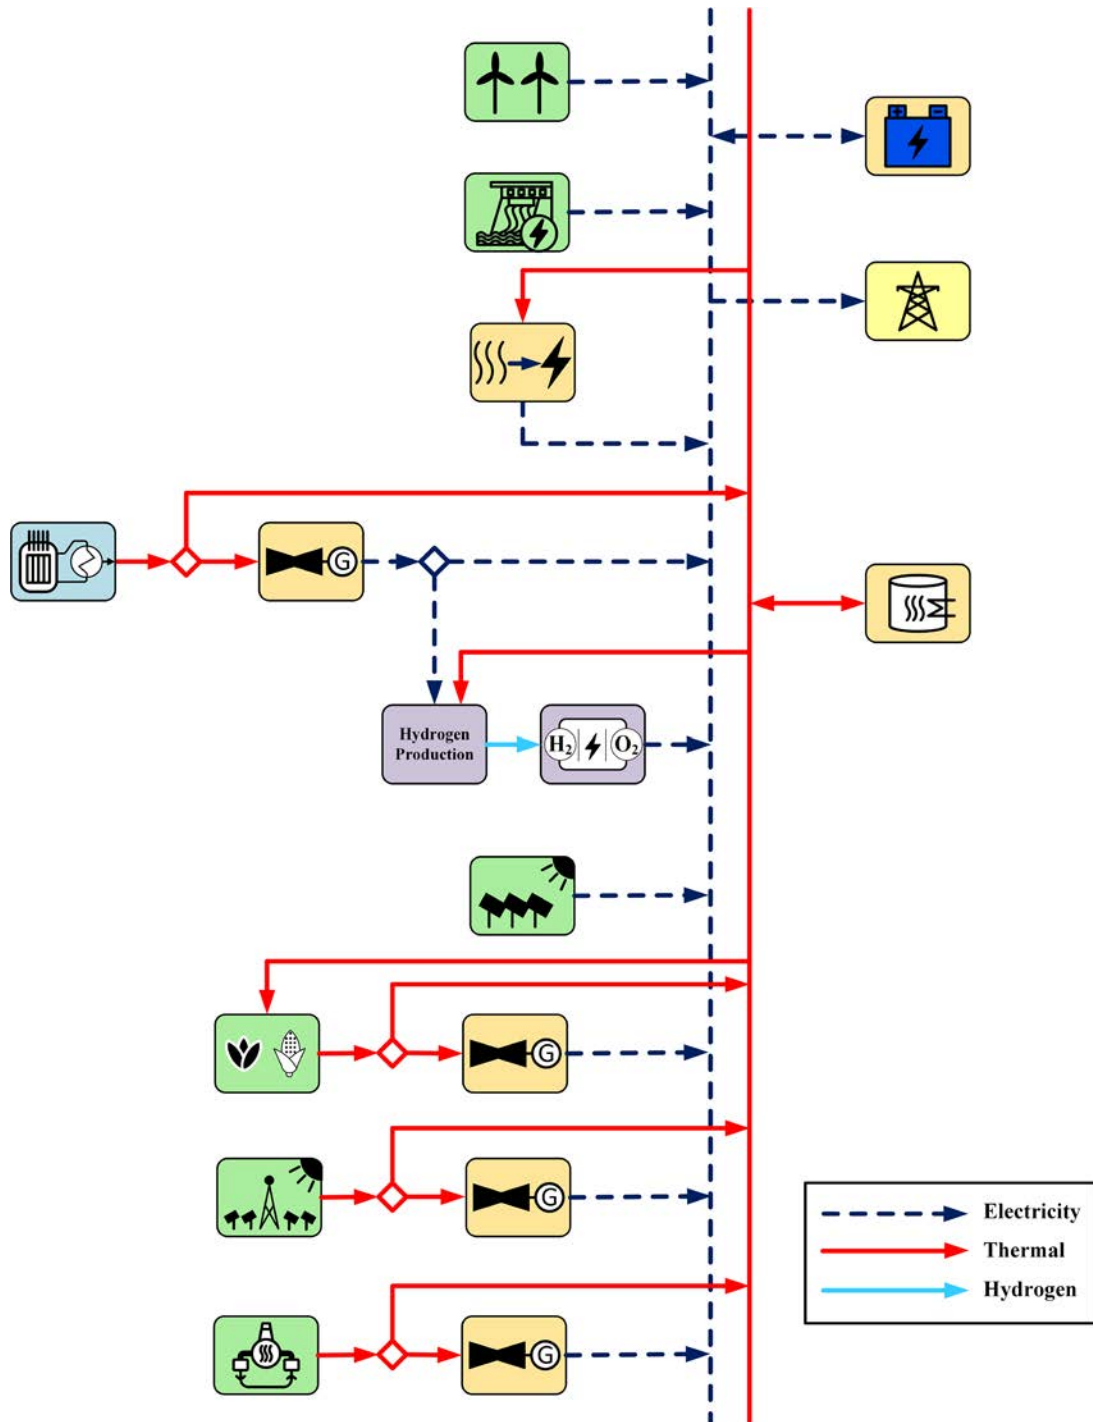 + −
G
Hydrogen
Production
H₂ O₂
G
G
G
Electricity
Thermal
Hydrogen